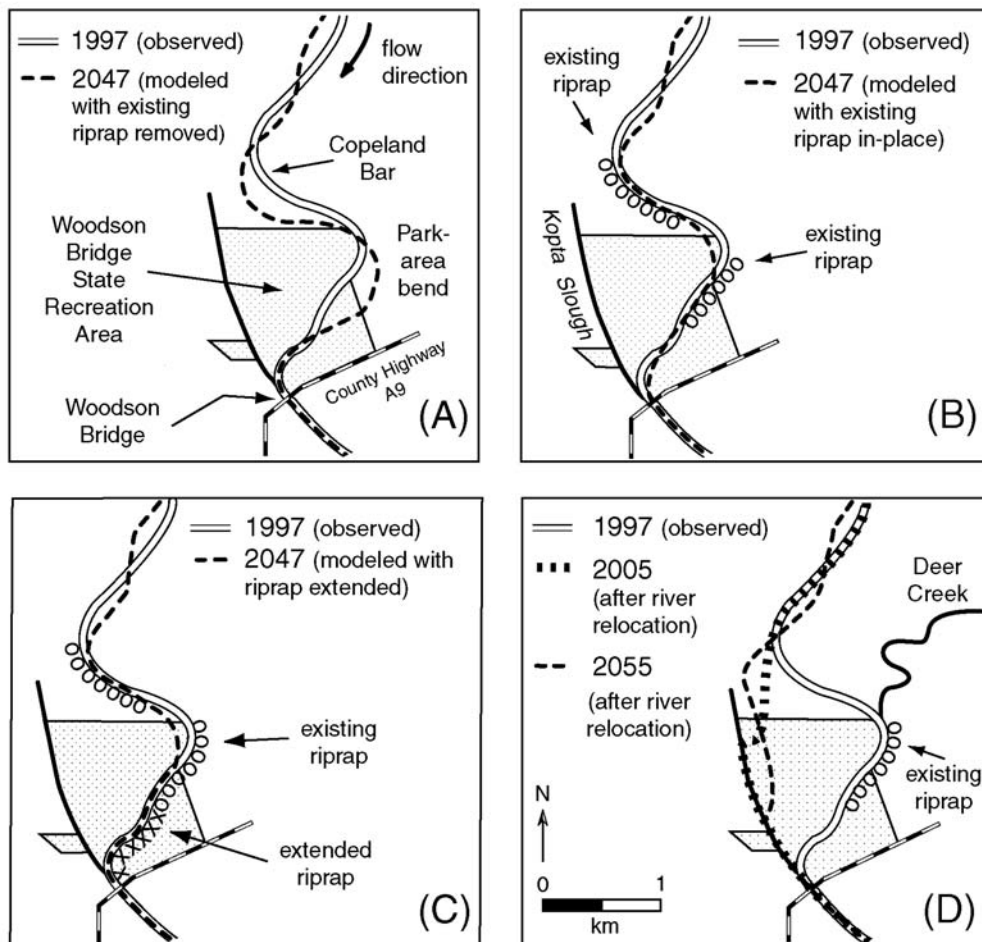 1997 (observed)
2047 (modeled
with existing
riprap removed)
flow
direction
Copeland
Bar
Woodson
Bridge
State
Recreation
Area
Park-
area
bend
County Highway
A9
Woodson
Bridge
(A)
1997 (observed)
2047 (modeled
with existing
riprap in-place)
existing
riprap
existing
riprap
Kopta Slough
(B)
1997 (observed)
2047 (modeled with
riprap extended)
existing
riprap
extended
riprap
(C)
1997 (observed)
2005
(after river
relocation)
2055
(after river
relocation)
Deer
Creek
existing
riprap
N
0 1
km
(D)